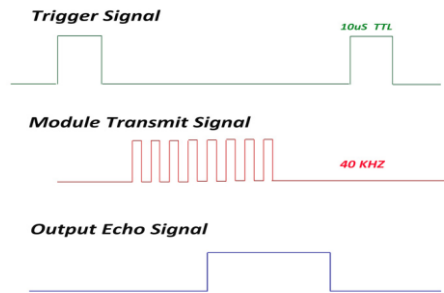 Trigger Signal
10uS TTL
Module Transmit Signal
40 KHZ
Output Echo Signal